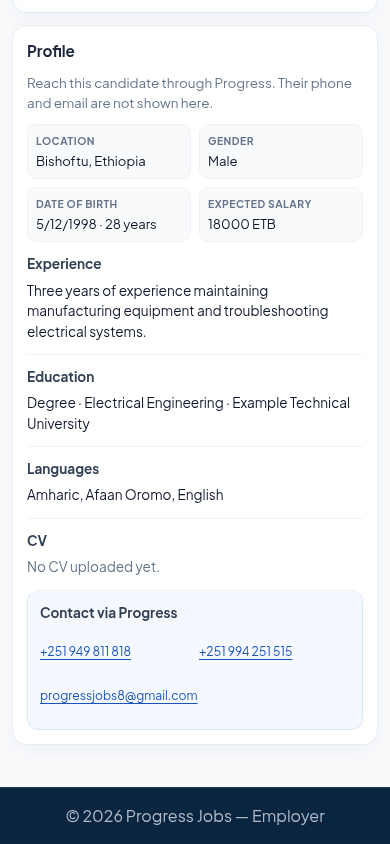 Profile
Reach this candidate through Progress. Their phone
and email are not shown here.
LOCATION
Bishoftu, Ethiopia
GENDER
Male
DATE OF BIRTH
5/12/1998 · 28 years
EXPECTED SALARY
18000 ETB
Experience
Three years of experience maintaining
manufacturing equipment and troubleshooting
electrical systems.
Education
Degree · Electrical Engineering · Example Technical
University
Languages
Amharic, Afaan Oromo, English
CV
No CV uploaded yet.
Contact via Progress
+251 949 811 818
+251 994 251 515
progressjobs8@gmail.com
© 2026 Progress Jobs — Employer